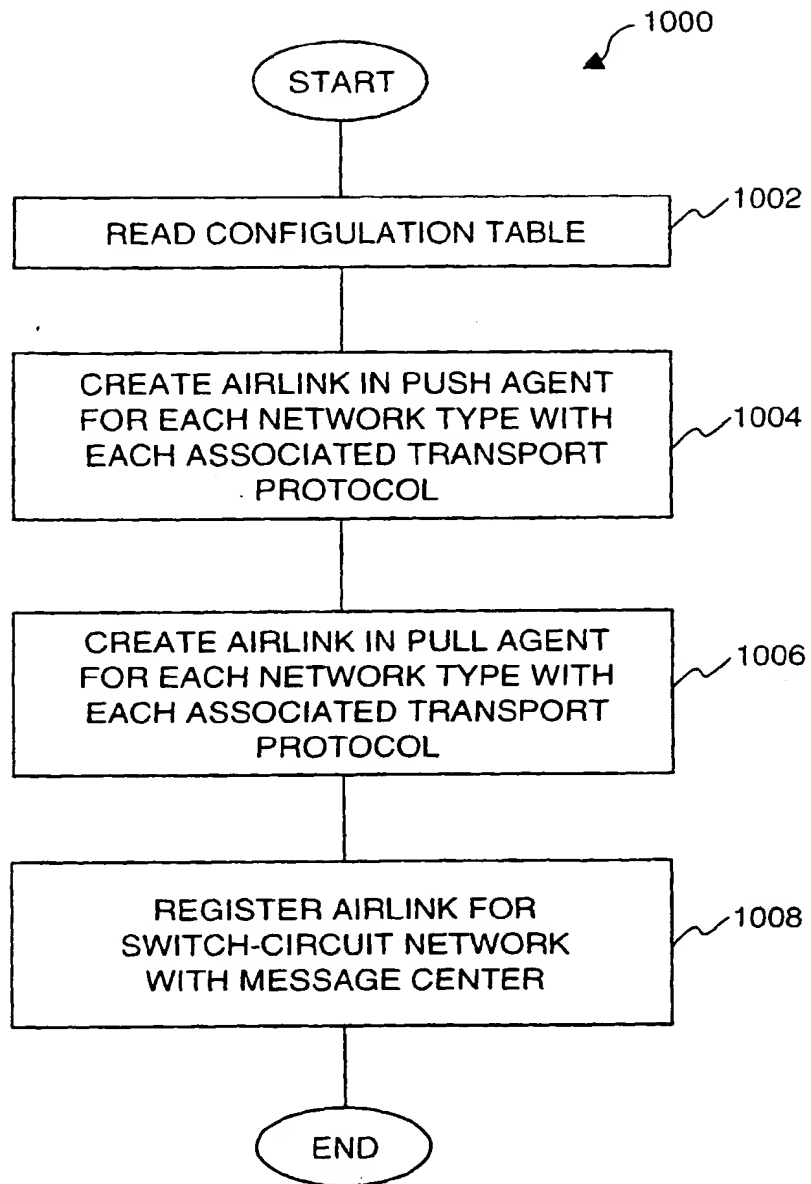 1000
START
READ CONFIGULATION TABLE
1002
CREATE AIRLINK IN PUSH AGENT
FOR EACH NETWORK TYPE WITH
EACH ASSOCIATED TRANSPORT
PROTOCOL
1004
CREATE AIRLINK IN PULL AGENT
FOR EACH NETWORK TYPE WITH
EACH ASSOCIATED TRANSPORT
PROTOCOL
1006
REGISTER AIRLINK FOR
SWITCH-CIRCUIT NETWORK
WITH MESSAGE CENTER
1008
END